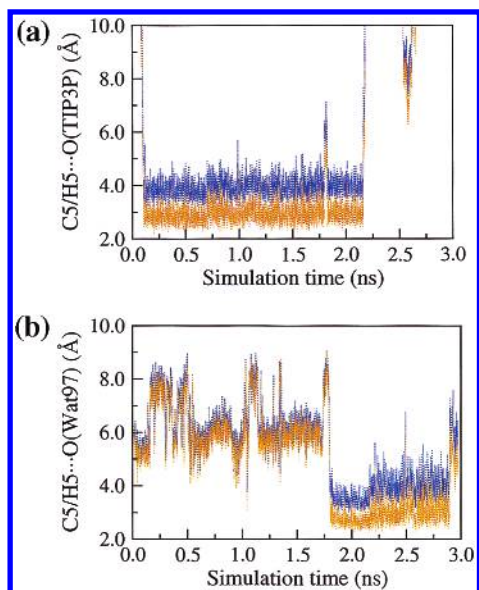 (a)
C5/H5···O(TIP3P) (Å)
10.0
8.0
6.0
4.0
2.0
0.0 0.5 1.0 1.5 2.0 2.5 3.0
Simulation time (ns)
(b)
C5/H5···O(Wat97) (Å)
10.0
8.0
6.0
4.0
2.0
0.0 0.5 1.0 1.5 2.0 2.5 3.0
Simulation time (ns)